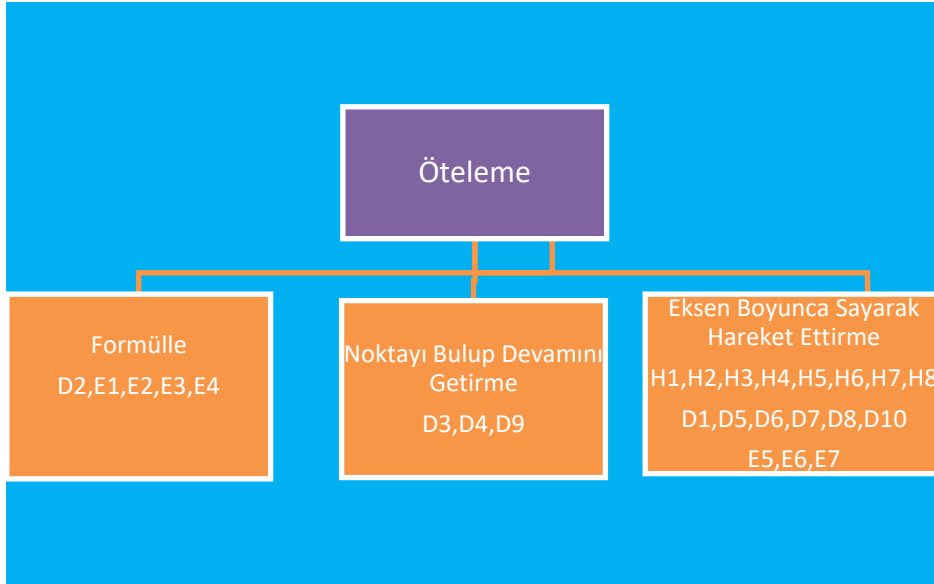 Öteleme
Formülle
D2,E1,E2,E3,E4
Noktayı Bulup Devamını
Getirme
D3,D4,D9
Eksen Boyunca Sayarak
Hareket Ettirme
H1,H2,H3,H4,H5,H6,H7,H8
D1,D5,D6,D7,D8,D10
E5,E6,E7